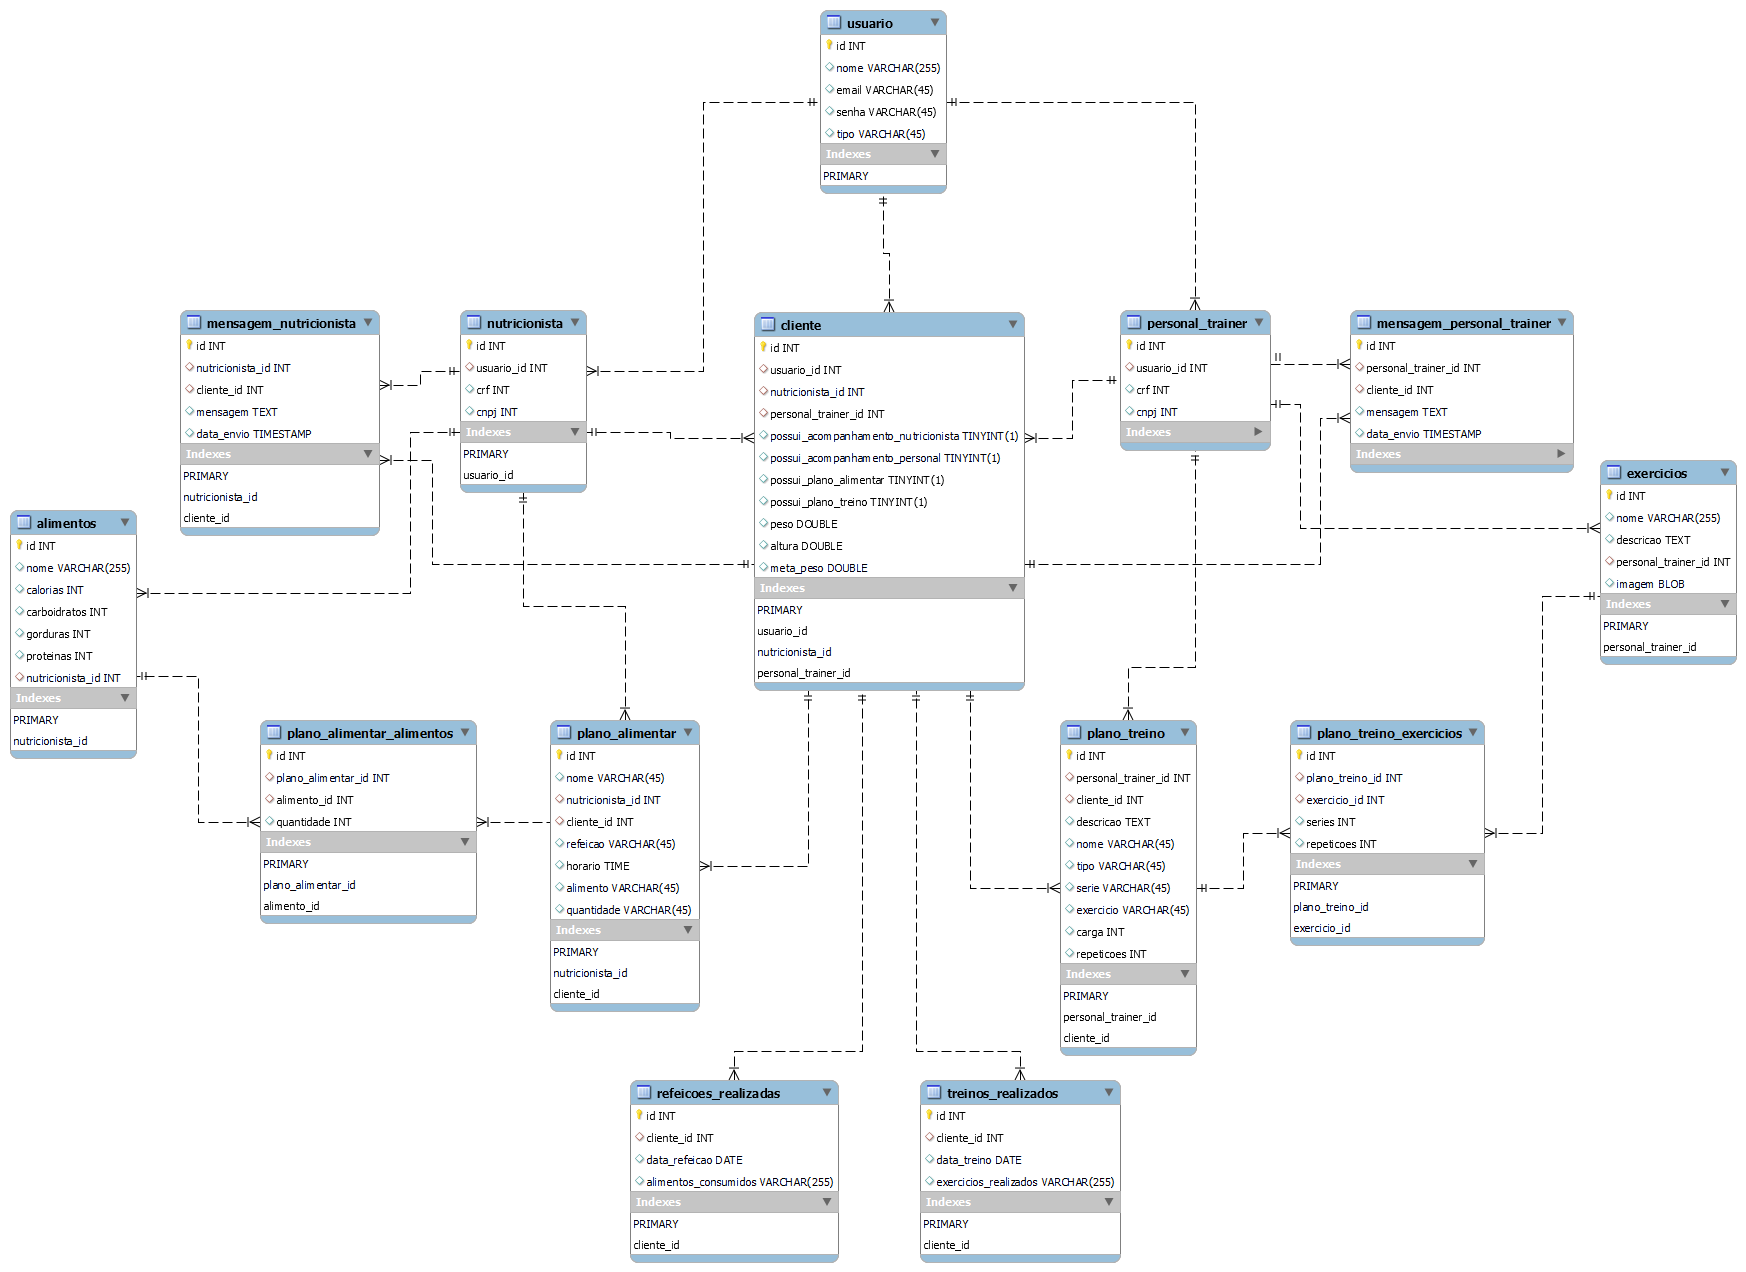 usuario
id INT
nome VARCHAR(255)
email VARCHAR(45)
senha VARCHAR(45)
tipo VARCHAR(45)
Indexes
PRIMARY
mensagem_nutricionista
id INT
nutricionista_id INT
cliente_id INT
mensagem TEXT
data_envio TIMESTAMP
Indexes
PRIMARY
nutricionista_id
cliente_id
nutricionista
id INT
usuario_id INT
crf INT
cnpj INT
Indexes
PRIMARY
usuario_id
cliente
id INT
usuario_id INT
nutricionista_id INT
personal_trainer_id INT
possui_acompanhamento_nutricionista TINYINT(1)
possui_acompanhamento_personal TINYINT(1)
possui_plano_alimentar TINYINT(1)
possui_plano_treino TINYINT(1)
peso DOUBLE
altura DOUBLE
meta_peso DOUBLE
Indexes
PRIMARY
usuario_id
nutricionista_id
personal_trainer_id
personal_trainer
id INT
usuario_id INT
crf INT
cnpj INT
Indexes
mensagem_personal_trainer
id INT
personal_trainer_id INT
cliente_id INT
mensagem TEXT
data_envio TIMESTAMP
Indexes
exercicios
id INT
nome VARCHAR(255)
descricao TEXT
personal_trainer_id INT
imagem BLOB
Indexes
PRIMARY
personal_trainer_id
alimentos
id INT
nome VARCHAR(255)
calorias INT
carboidratos INT
gorduras INT
proteinas INT
nutricionista_id INT
Indexes
PRIMARY
nutricionista_id
plano_alimentar_alimentos
id INT
plano_alimentar_id INT
alimento_id INT
quantidade INT
Indexes
PRIMARY
plano_alimentar_id
alimento_id
plano_alimentar
id INT
nome VARCHAR(45)
nutricionista_id INT
cliente_id INT
refeicao VARCHAR(45)
horario TIME
alimento VARCHAR(45)
quantidade VARCHAR(45)
Indexes
PRIMARY
nutricionista_id
cliente_id
plano_treino
id INT
personal_trainer_id INT
cliente_id INT
descricao TEXT
nome VARCHAR(45)
tipo VARCHAR(45)
serie VARCHAR(45)
exercicio VARCHAR(45)
carga INT
repeticoes INT
Indexes
PRIMARY
personal_trainer_id
cliente_id
plano_treino_exercicios
id INT
plano_treino_id INT
exercicio_id INT
series INT
repeticoes INT
Indexes
PRIMARY
plano_treino_id
exercicio_id
refeicoes_realizadas
id INT
cliente_id INT
data_refeicao DATE
alimentos_consumidos VARCHAR(255)
Indexes
PRIMARY
cliente_id
treinos_realizados
id INT
cliente_id INT
data_treino DATE
exercicios_realizados VARCHAR(255)
Indexes
PRIMARY
cliente_id